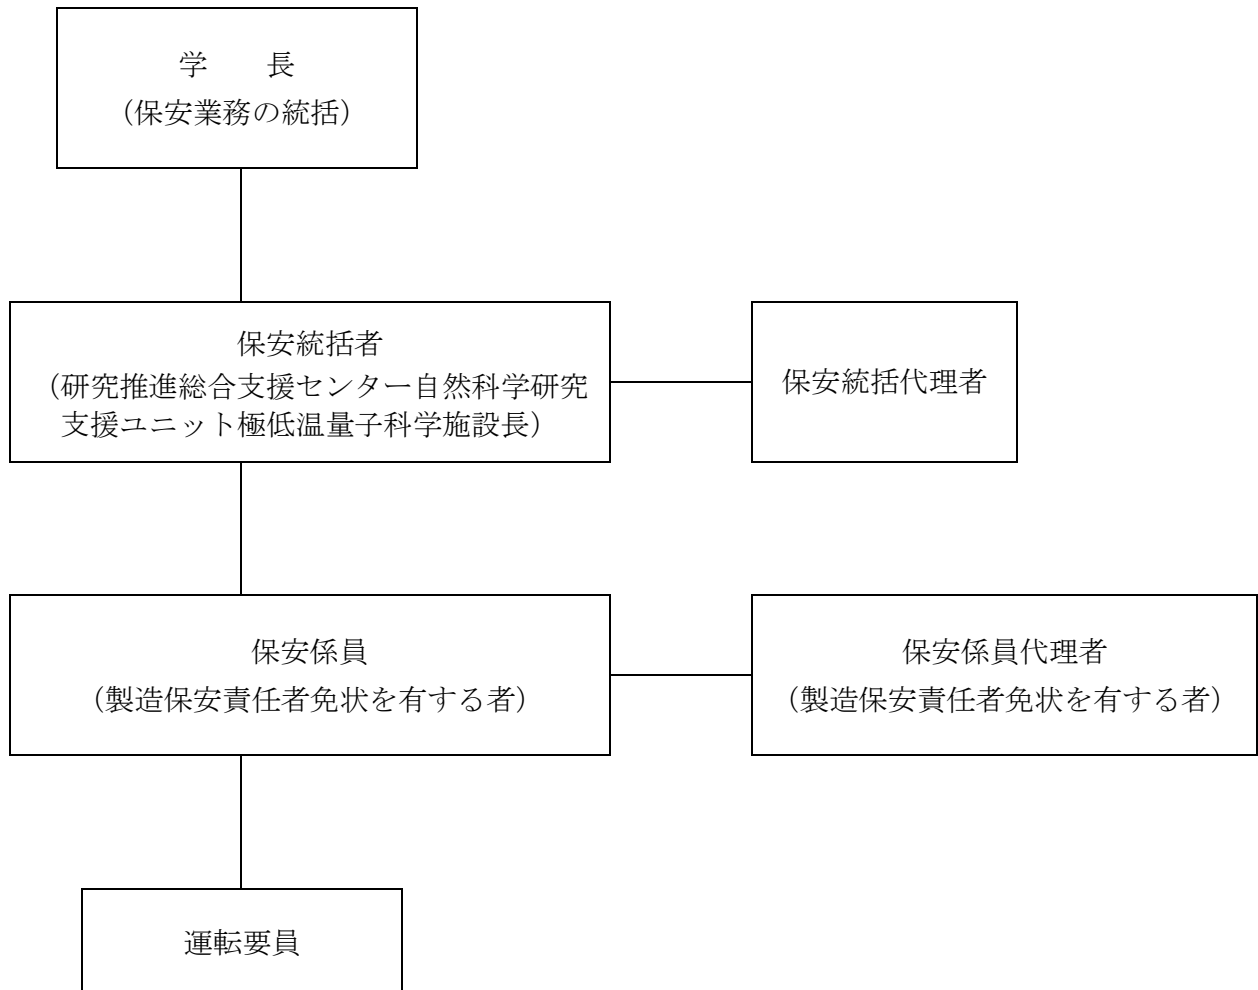 学　　長
（保安業務の統括）
保安統括者
（研究推進総合支援センター自然科学研究
支援ユニット極低温量子科学施設長）
保安統括代理者
保安係員
（製造保安責任者免状を有する者）
保安係員代理者
（製造保安責任者免状を有する者）
運転要員